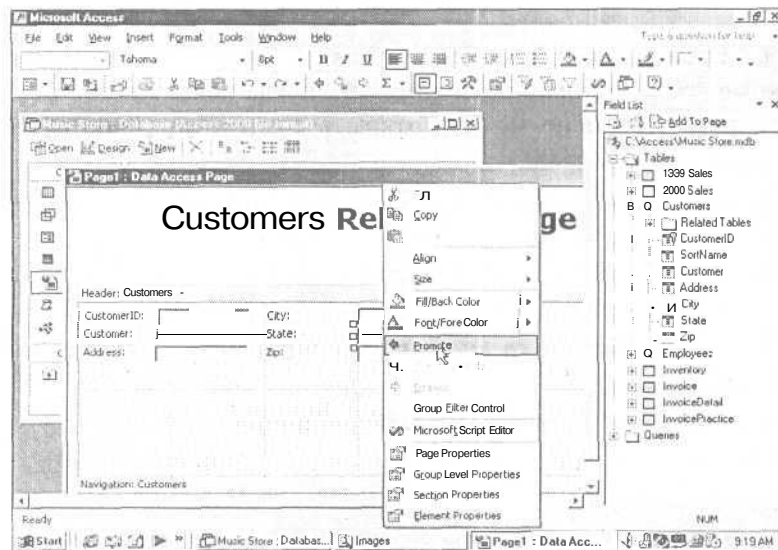 Microsoft Access
File Edit View Insert Format Tools Window Help
Type a question for help
Tahoma 8pt B I U
Field List
Add To Page
Music Store : Database (Access 2000 file format)
Open Design New
C:\Access\Music Store.mdb
Tables
1339 Sales
2000 Sales
B Q Customers
Related Tables
CustomerID
SortName
Customer
Address
И City
State
Zip
Q Employees
Inventory
Invoice
InvoiceDetail
InvoicePractice
Queries
Page1 : Data Access Page
Customers Rel ge
Header: Customers
CustomerID: City:
Customer: State:
Address: Zip:
Navigation: Customers
л
Copy
Align
Size
Fill/Back Color
Font/Fore Color
Promote
Ч.
Group Filter Control
Microsoft Script Editor
Page Properties
Group Level Properties
Section Properties
Element Properties
Ready
NUM
Start Music Store : Databas... Images Page1 : Data Acc... 9:19 AM